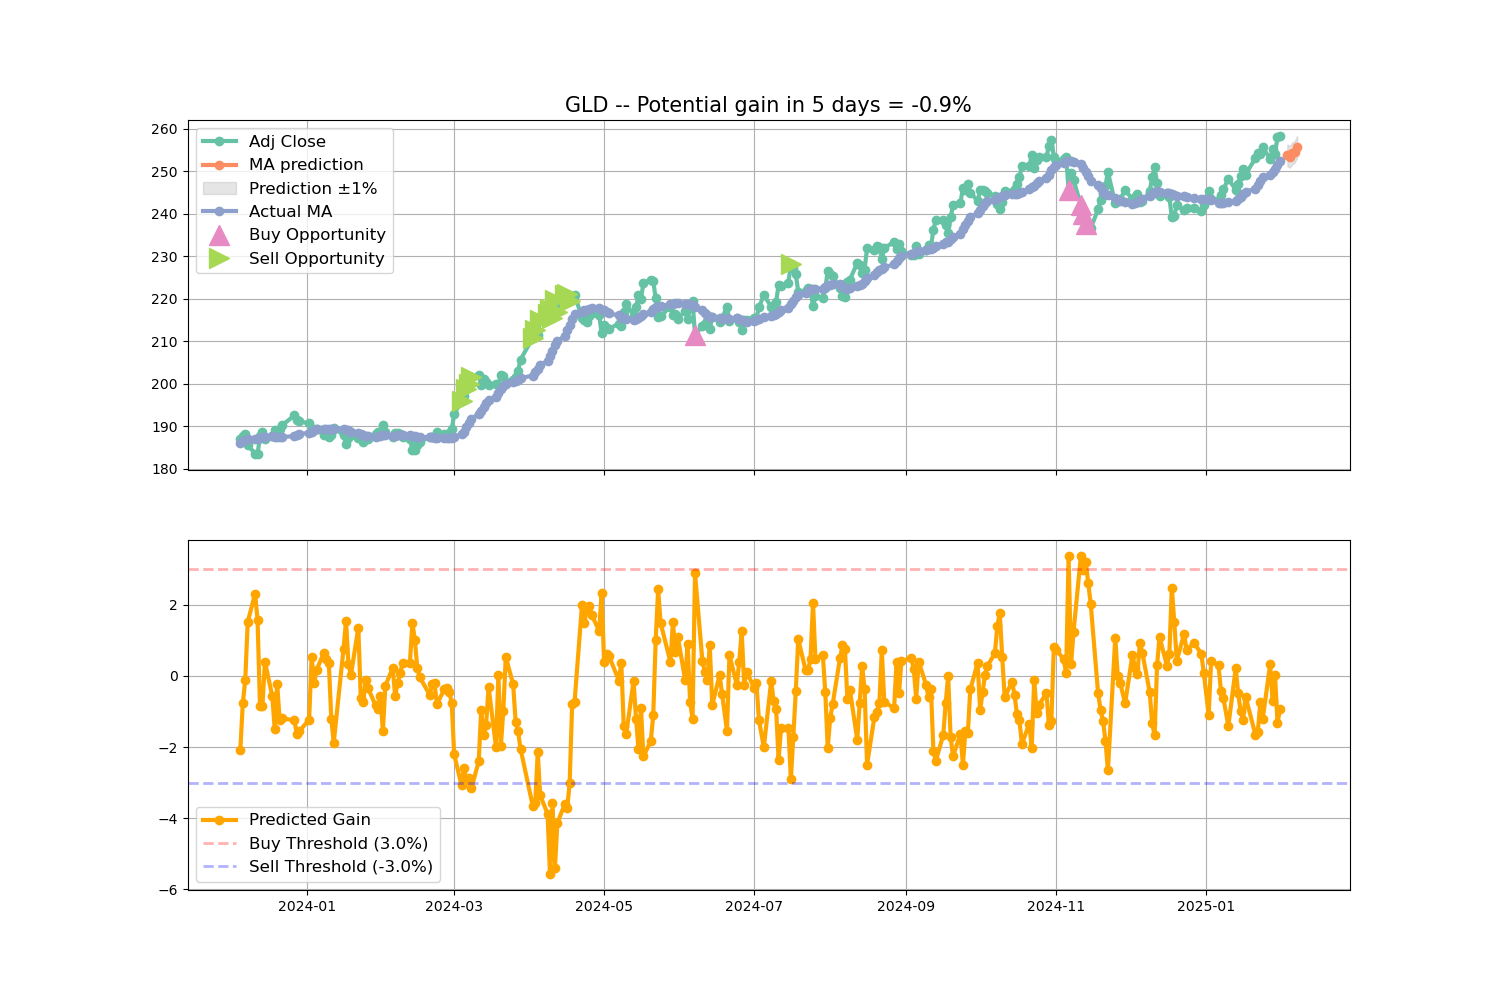 GLD -- Potential gain in 5 days = -0.9%
260
250
240
230
220
210
200
190
180
Adj Close
MA prediction
Prediction ±1%
Actual MA
Buy Opportunity
Sell Opportunity
2
0
−2
−4
−6
Predicted Gain
Buy Threshold (3.0%)
Sell Threshold (-3.0%)
2024-01
2024-03
2024-05
2024-07
2024-09
2024-11
2025-01